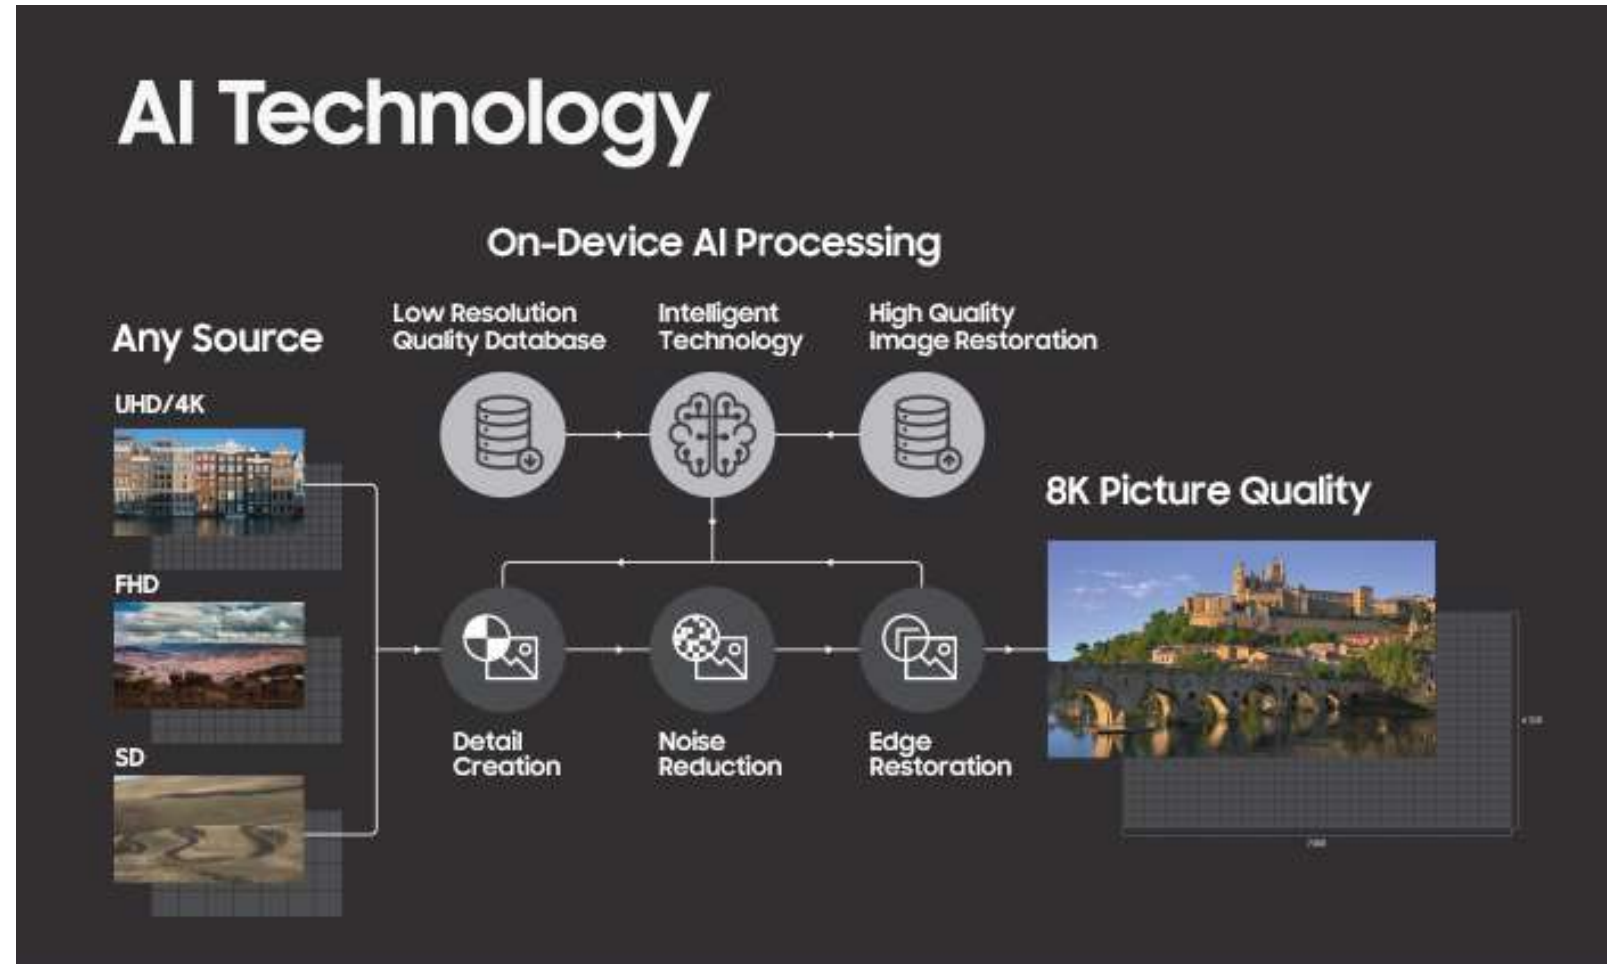 AI Technology
On-Device AI Processing
Any Source
Low Resolution
Quality Database
Intelligent
Technology
High Quality
Image Restoration
UHD/4K
FHD
SD
8K Picture Quality
Detail
Creation
Noise
Reduction
Edge
Restoration